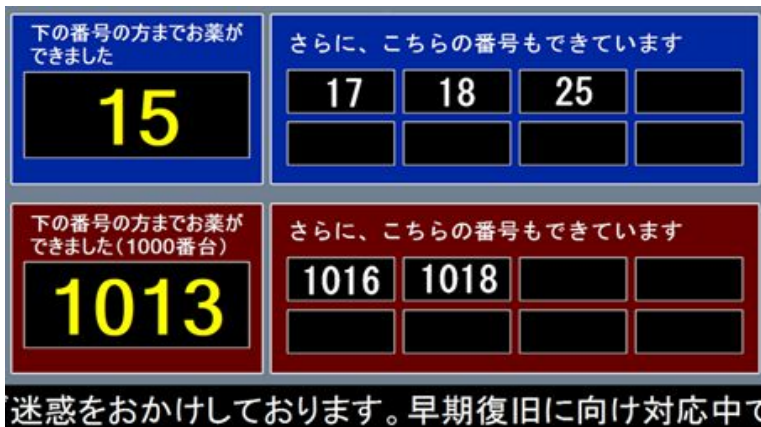 下の番号の方までお薬が
できました
15
さらに、こちらの番号もできています
17 18 25
下の番号の方までお薬が
できました(1000番台)
1013
さらに、こちらの番号もできています
1016 1018
迷惑をおかけしております。早期復旧に向け対応中で